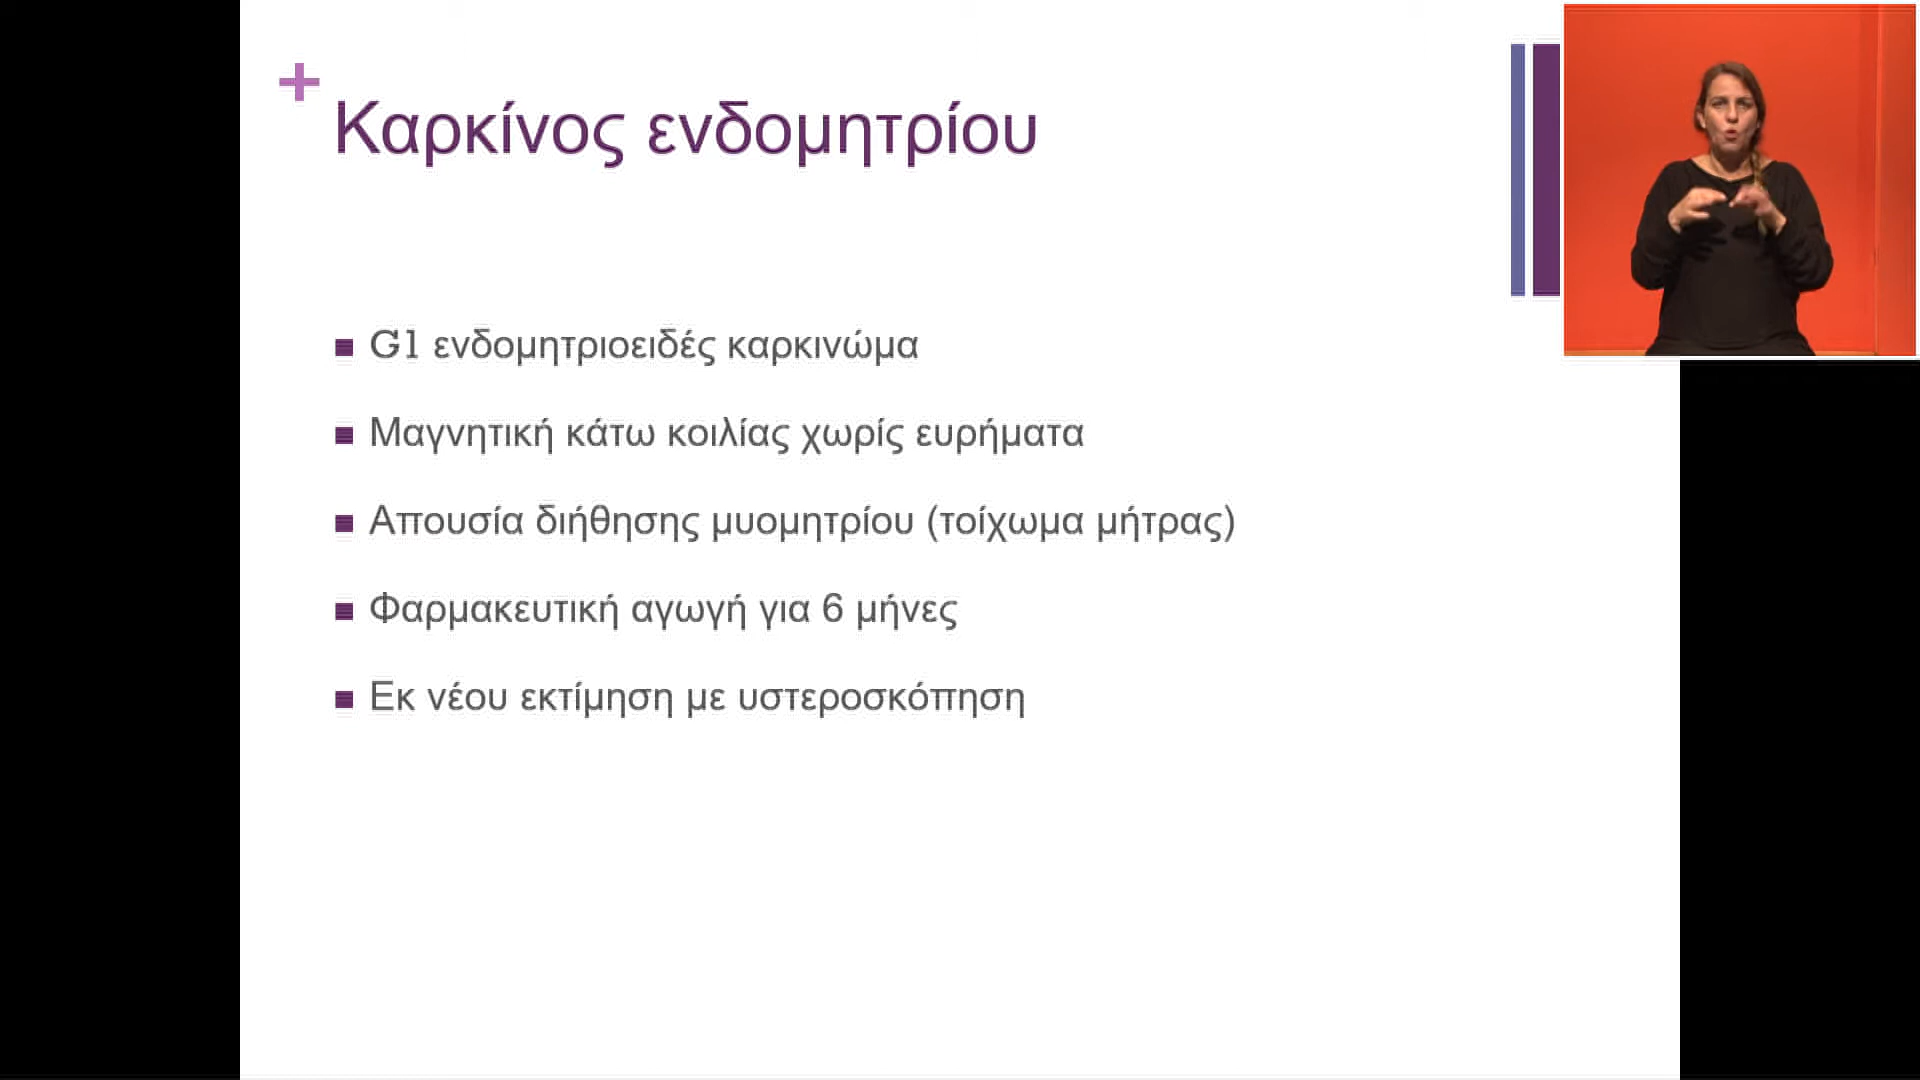 +
Καρκίνος ενδομητρίου
G1 ενδομητριοειδές καρκινώμα
Μαγνητική κάτω κοιλίας χωρίς ευρήματα
Απουσία διήθησης μυομητρίου (τοίχωμα μήτρας)
Φαρμακευτική αγωγή για 6 μήνες
Εκ νέου εκτίμηση με υστεροσκόπηση